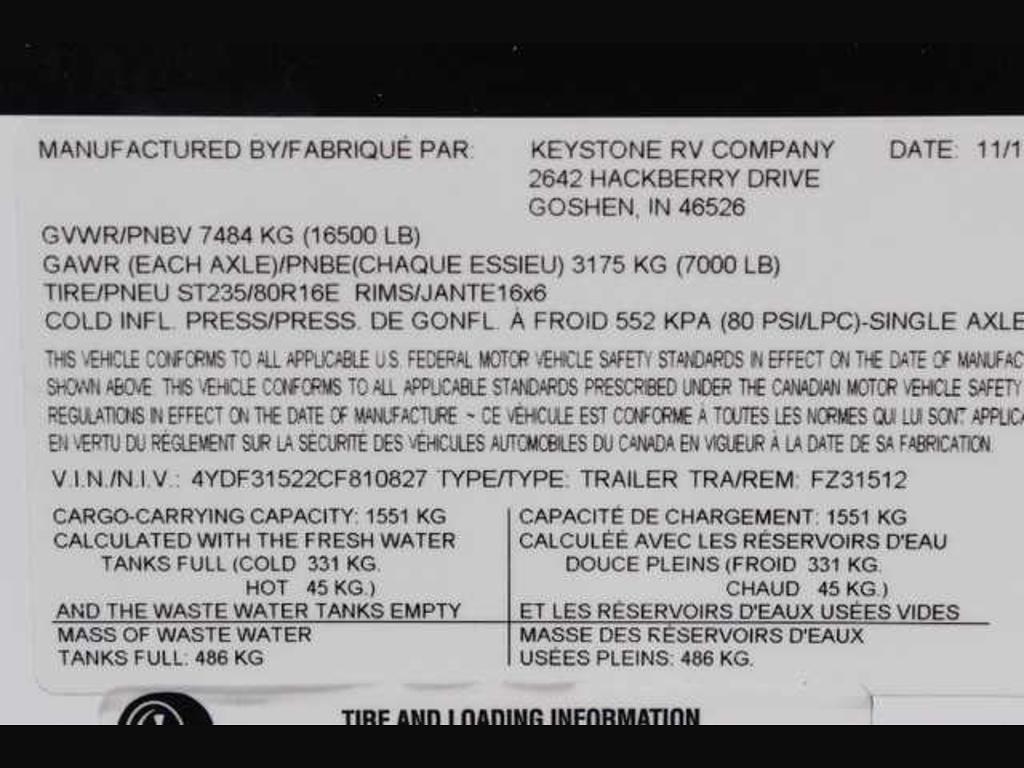 MANUFACTURED BY/FABRIQUÉ PAR: KEYSTONE RV COMPANY DATE: 11/1
2642 HACKBERRY DRIVE
GOSHEN, IN 46526
GVWR/PNBV 7484 KG (16500 LB)
GAWR (EACH AXLE)/PNBE(CHAQUE ESSIEU) 3175 KG (7000 LB)
TIRE/PNEU ST235/80R16E RIMS/JANTE16x6
COLD INFL. PRESS/PRESS. DE GONFL. À FROID 552 KPA (80 PSI/LPC)-SINGLE AXLE
THIS VEHICLE CONFORMS TO ALL APPLICABLE U.S. FEDERAL MOTOR VEHICLE SAFETY STANDARDS IN EFFECT ON THE DATE OF MANUFAC
SHOWN ABOVE. THIS VEHICLE CONFORMS TO ALL APPLICABLE STANDARDS PRESCRIBED UNDER THE CANADIAN MOTOR VEHICLE SAFETY
REGULATIONS IN EFFECT ON THE DATE OF MANUFACTURE. ~ CE VÉHICULE EST CONFORME À TOUTES LES NORMES QUI LUI SONT APPLICA
EN VERTU DU RÈGLEMENT SUR LA SÉCURITÉ DES VÉHICULES AUTOMOBILES DU CANADA EN VIGUEUR À LA DATE DE SA FABRICATION.
V.I.N./N.I.V.: 4YDF31522CF810827 TYPE/TYPE: TRAILER TRA/REM: FZ31512
CARGO-CARRYING CAPACITY: 1551 KG
CALCULATED WITH THE FRESH WATER
TANKS FULL (COLD 331 KG.
HOT 45 KG.)
AND THE WASTE WATER TANKS EMPTY
MASS OF WASTE WATER
TANKS FULL: 486 KG
CAPACITÉ DE CHARGEMENT: 1551 KG
CALCULÉE AVEC LES RÉSERVOIRS D'EAU
DOUCE PLEINS (FROID 331 KG.
CHAUD 45 KG.)
ET LES RÉSERVOIRS D'EAUX USÉES VIDES
MASSE DES RÉSERVOIRS D'EAUX
USÉES PLEINS: 486 KG.
TIRE AND LOADING INFORMATION